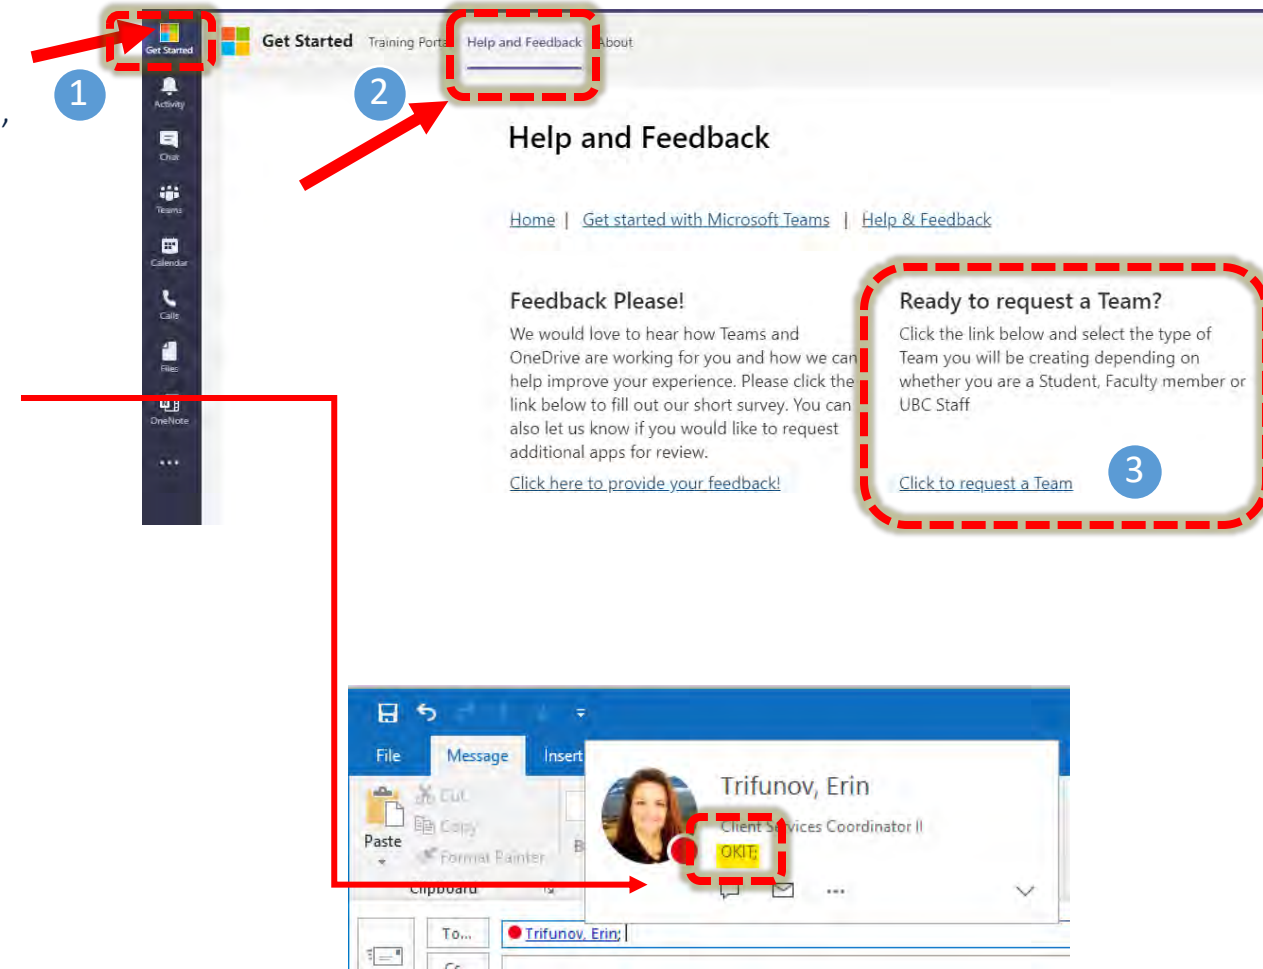 Get Started
Get Started Training Porta Help and Feedback About
1
2
Activity
,
Chat
Teams
Calendar
Calls
Files
OneNote
Help and Feedback
Home | Get started with Microsoft Teams | Help & Feedback
Feedback Please!
We would love to hear how Teams and
OneDrive are working for you and how we can
help improve your experience. Please click the
link below to fill out our short survey. You can
also let us know if you would like to request
additional apps for review.
Click here to provide your feedback!
Ready to request a Team?
Click the link below and select the type of
Team you will be creating depending on
whether you are a Student, Faculty member or
UBC Staff
Click to request a Team
3
File Message Insert
Cut
Copy
Paste
Format Painter
Clipboard
Trifunov, Erin
Client Services Coordinator II
OKIT;
To...
Trifunov, Erin;